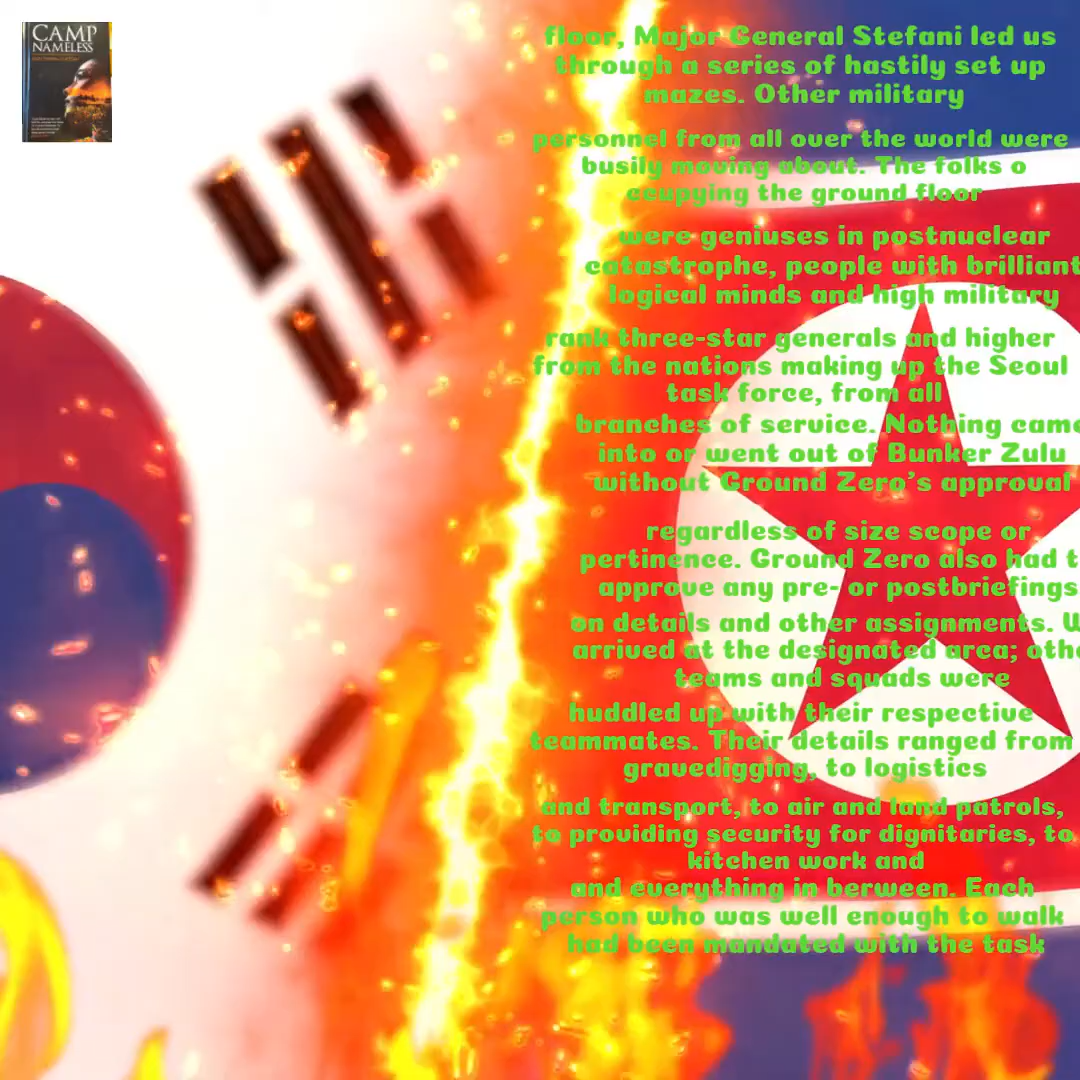 CAMP
NAMELESS
floor, Major General Stefani led us
through a series of hastily set up
mazes. Other military
personnel from all over the world were
busily moving about. The folks o
ccupying the ground floor
were geniuses in postnuclear
catastrophe, people with brilliant
logical minds and high military
rank three-star generals and higher
from the nations making up the Seoul
task force, from all
branches of service. Nothing came
into or went out of Bunker Zulu
without Ground Zero's approval
regardless of size scope or
pertinence. Ground Zero also had t
approve any pre- or postbriefings
on details and other assignments. W
arrived at the designated area; othe
teams and squads were
huddled up with their respective
teammates. Their details ranged from
gravedigging, to logistics
and transport, to air and land patrols,
to providing security for dignitaries, to
kitchen work and
and everything in berween. Each
person who was well enough to walk
had been mandated with the task